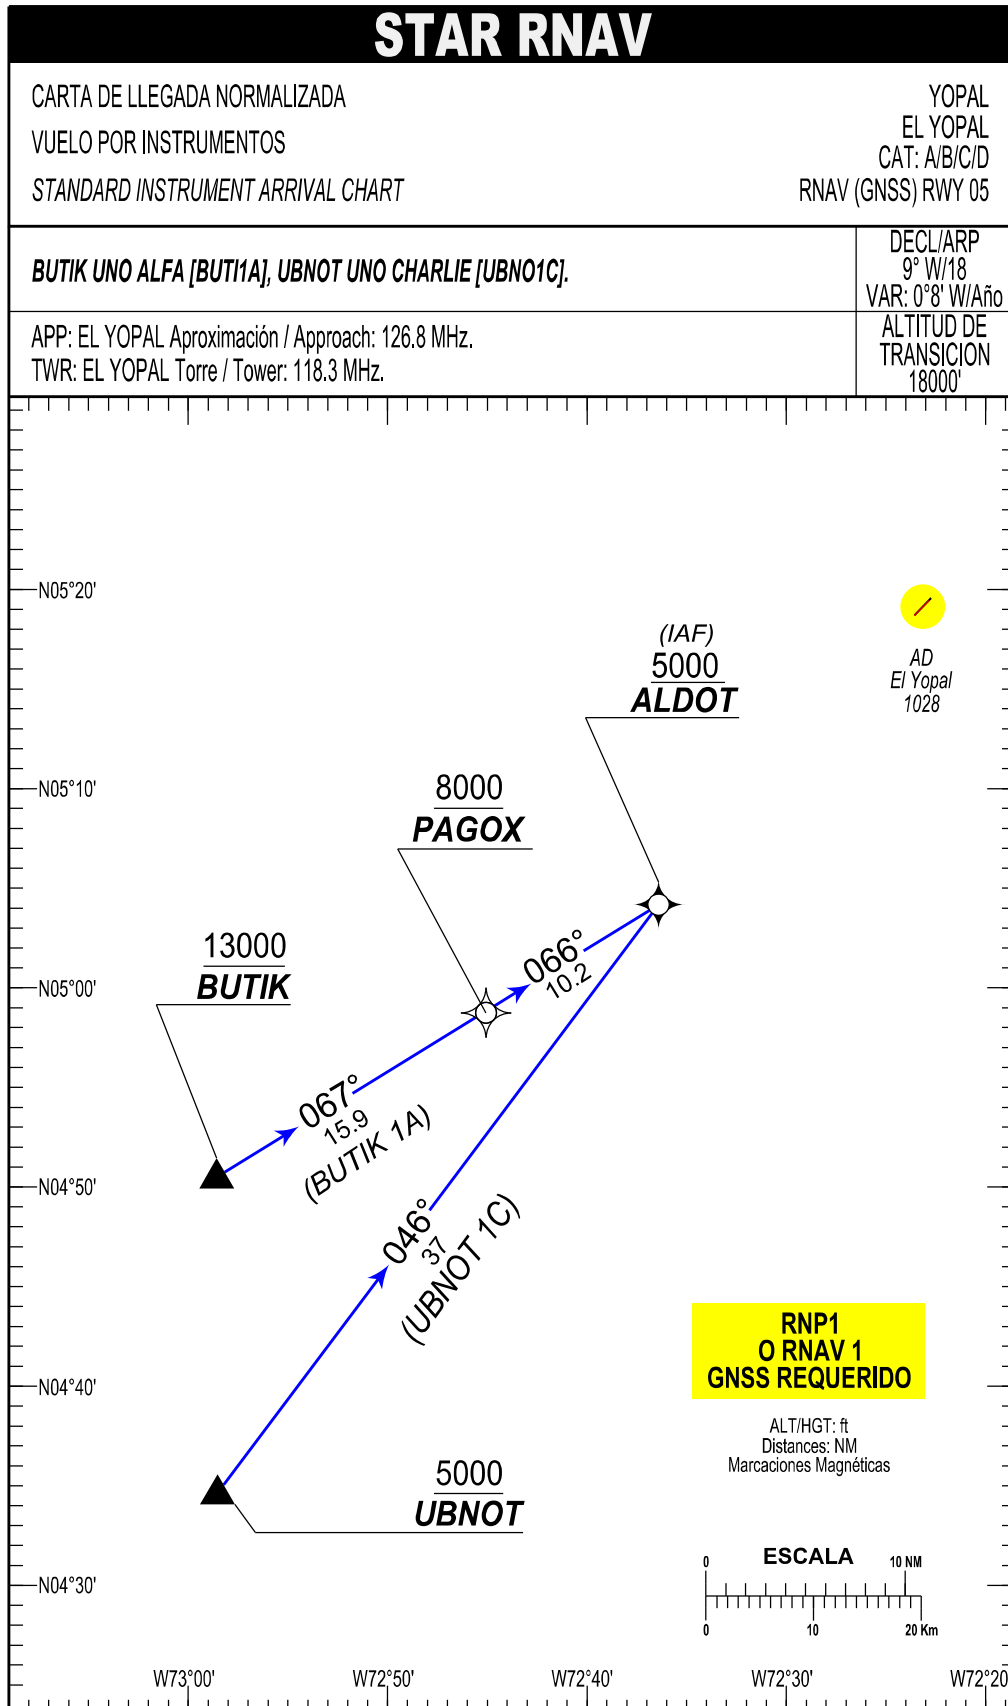 STAR RNAV
CARTA DE LLEGADA NORMALIZADA
VUELO POR INSTRUMENTOS
STANDARD INSTRUMENT ARRIVAL CHART
YOPAL
EL YOPAL
CAT: A/B/C/D
RNAV (GNSS) RWY 05
BUTIK UNO ALFA [BUTI1A], UBNOT UNO CHARLIE [UBNO1C].
DECL/ARP
9° W/18
VAR: 0°8' W/Año
APP: EL YOPAL Aproximación / Approach: 126.8 MHz.
TWR: EL YOPAL Torre / Tower: 118.3 MHz.
ALTITUD DE
TRANSICION
18000'
N05°20'
AD
El Yopal
1028
(IAF)
5000
ALDOT
N05°10'
8000
PAGOX
13000
BUTIK
N05°00'
066°
10.2
067°
15.9
(BUTIK 1A)
N04°50'
046°
37
(UBNOT 1C)
N04°40'
RNP1
O RNAV 1
GNSS REQUERIDO
ALT/HGT: ft
Distances: NM
Marcaciones Magnéticas
5000
UBNOT
N04°30'
ESCALA
0 10 NM
0 10 20 Km
W73°00' W72°50' W72°40' W72°30' W72°20'